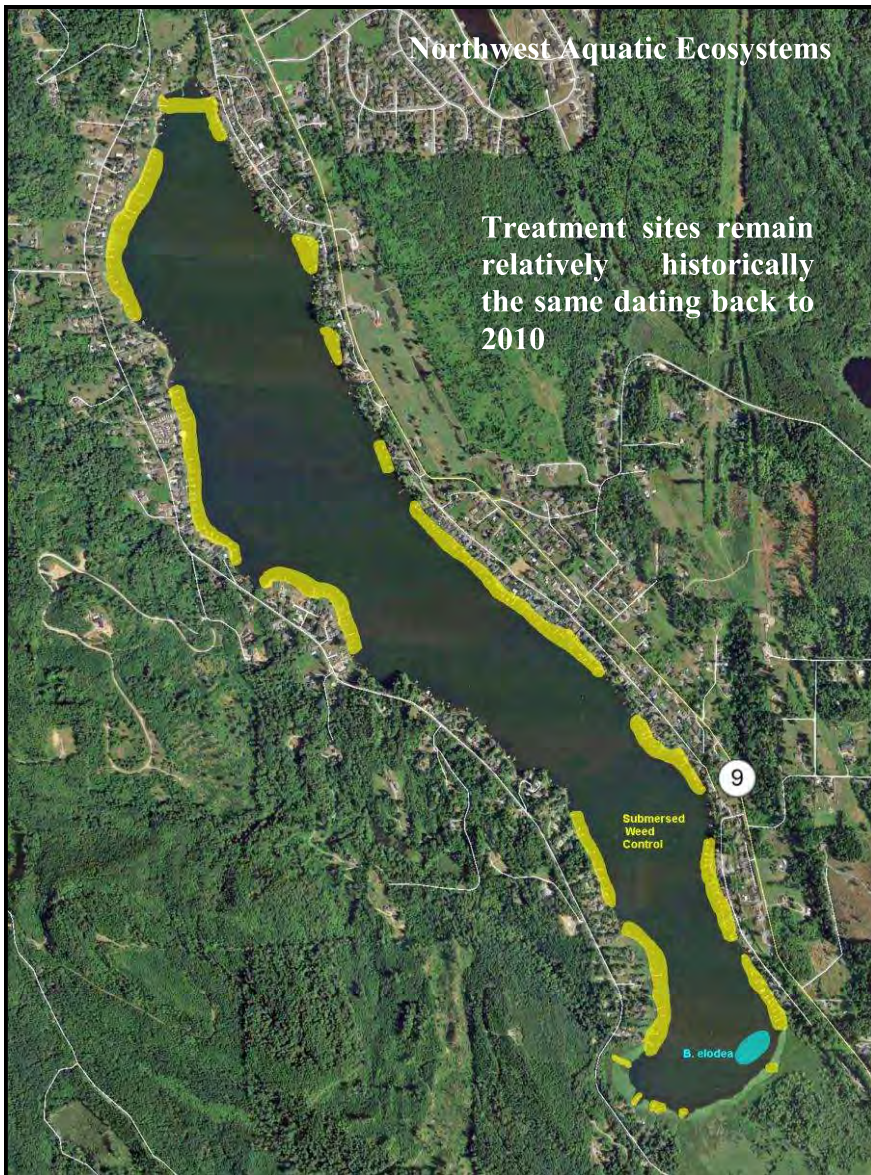 Northwest Aquatic Ecosystems
Treatment sites remain
relatively historically
the same dating back to
2010
9
Submersed
Weed
Control
B. elodea